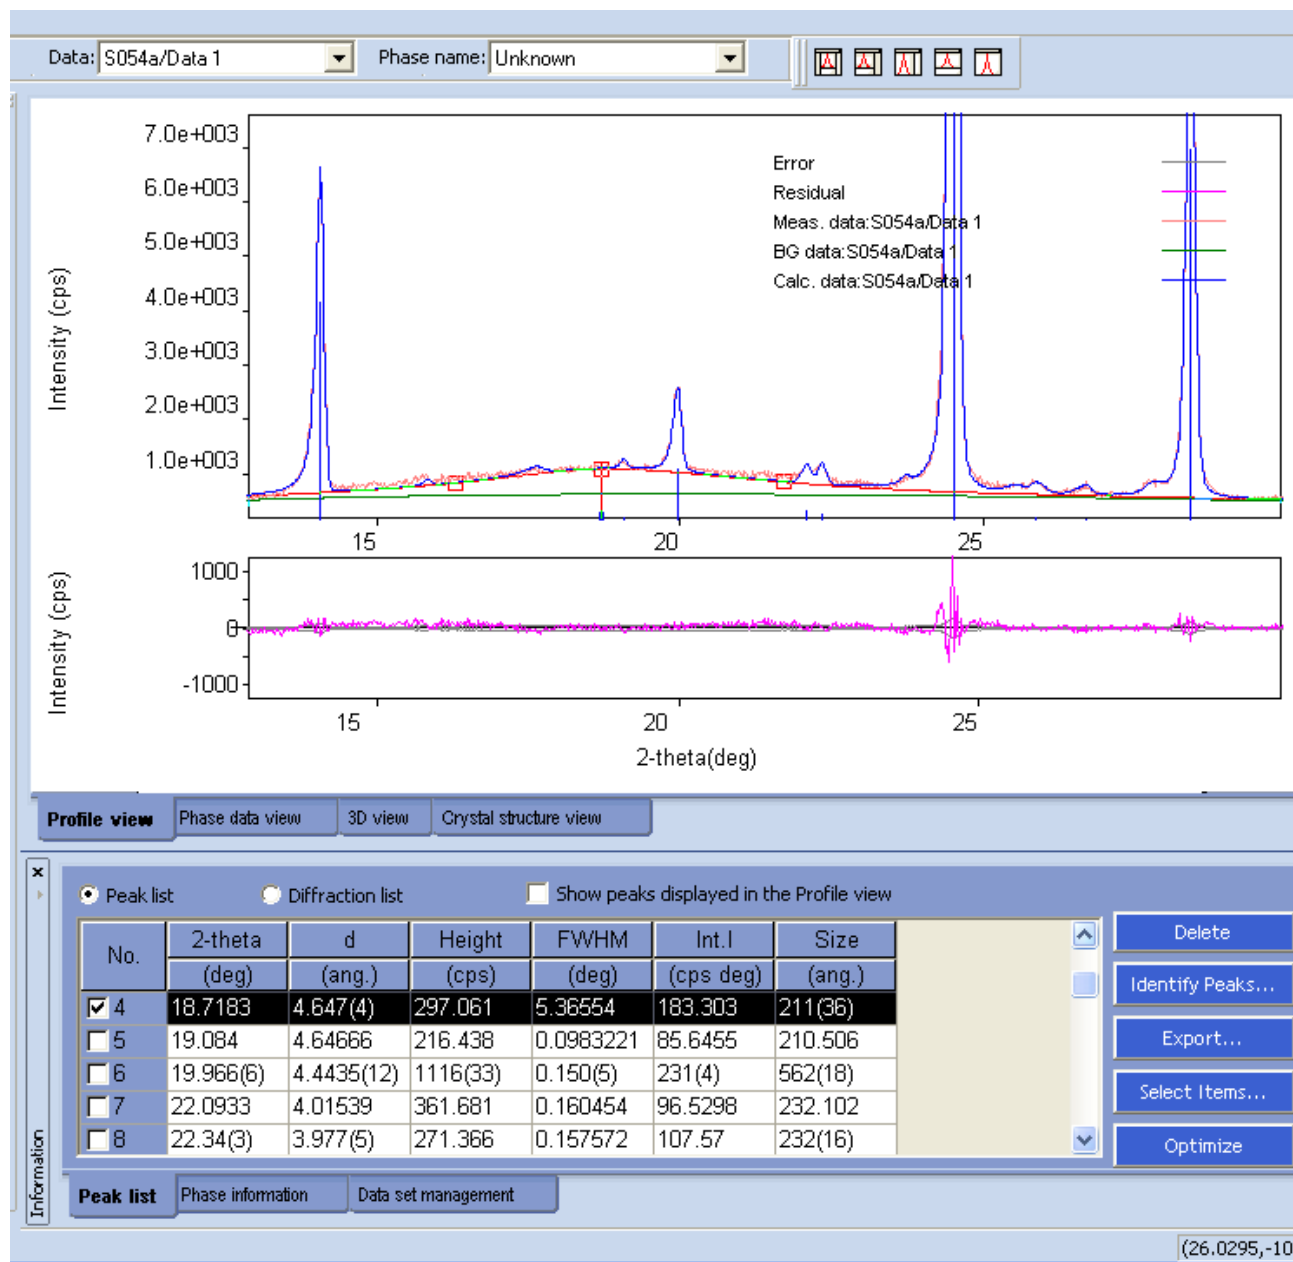 Data: S054a/Data 1 Phase name: Unknown
7.0e+003
6.0e+003
5.0e+003
4.0e+003
3.0e+003
2.0e+003
1.0e+003
Intensity (cps)
Error
Residual
Meas. data:S054a/Data 1
BG data:S054a/Data 1
Calc. data:S054a/Data 1
15 20 25
1000
0
-1000
Intensity (cps)
15 20 25
2-theta(deg)
Profile view Phase data view 3D view Crystal structure view
Peak list Diffraction list Show peaks displayed in the Profile view
No. 2-theta d Height FWHM Int.I Size
(deg) (ang.) (cps) (deg) (cps deg) (ang.)
4 18.7183 4.647(4) 297.061 5.36554 183.303 211(36)
5 19.084 4.64666 216.438 0.0983221 85.6455 210.506
6 19.966(6) 4.4435(12) 1116(33) 0.150(5) 231(4) 562(18)
7 22.0933 4.01539 361.681 0.160454 96.5298 232.102
8 22.34(3) 3.977(5) 271.366 0.157572 107.57 232(16)
Delete
Identify Peaks...
Export...
Select Items...
Optimize
Information
Peak list Phase information Data set management
(26.0295,-10